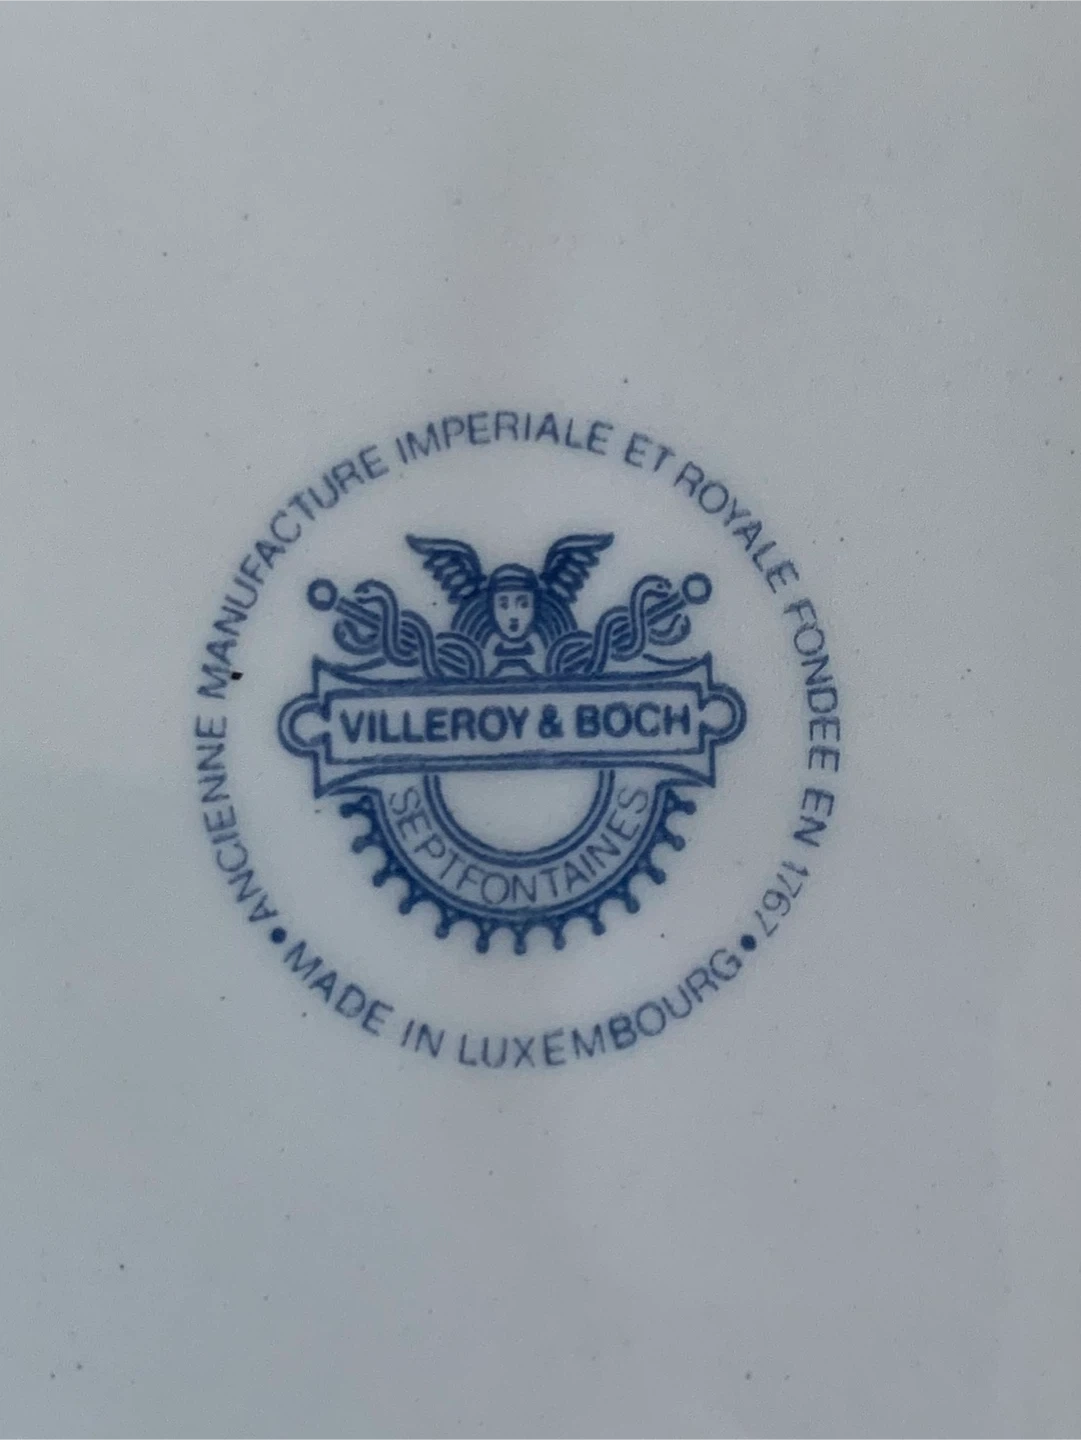 ANCIENNE MANUFACTURE IMPERIALE ET ROYALE FONDEE EN 1767
VILLEROY & BOCH
SEPTFONTAINES
• MADE IN LUXEMBOURG •